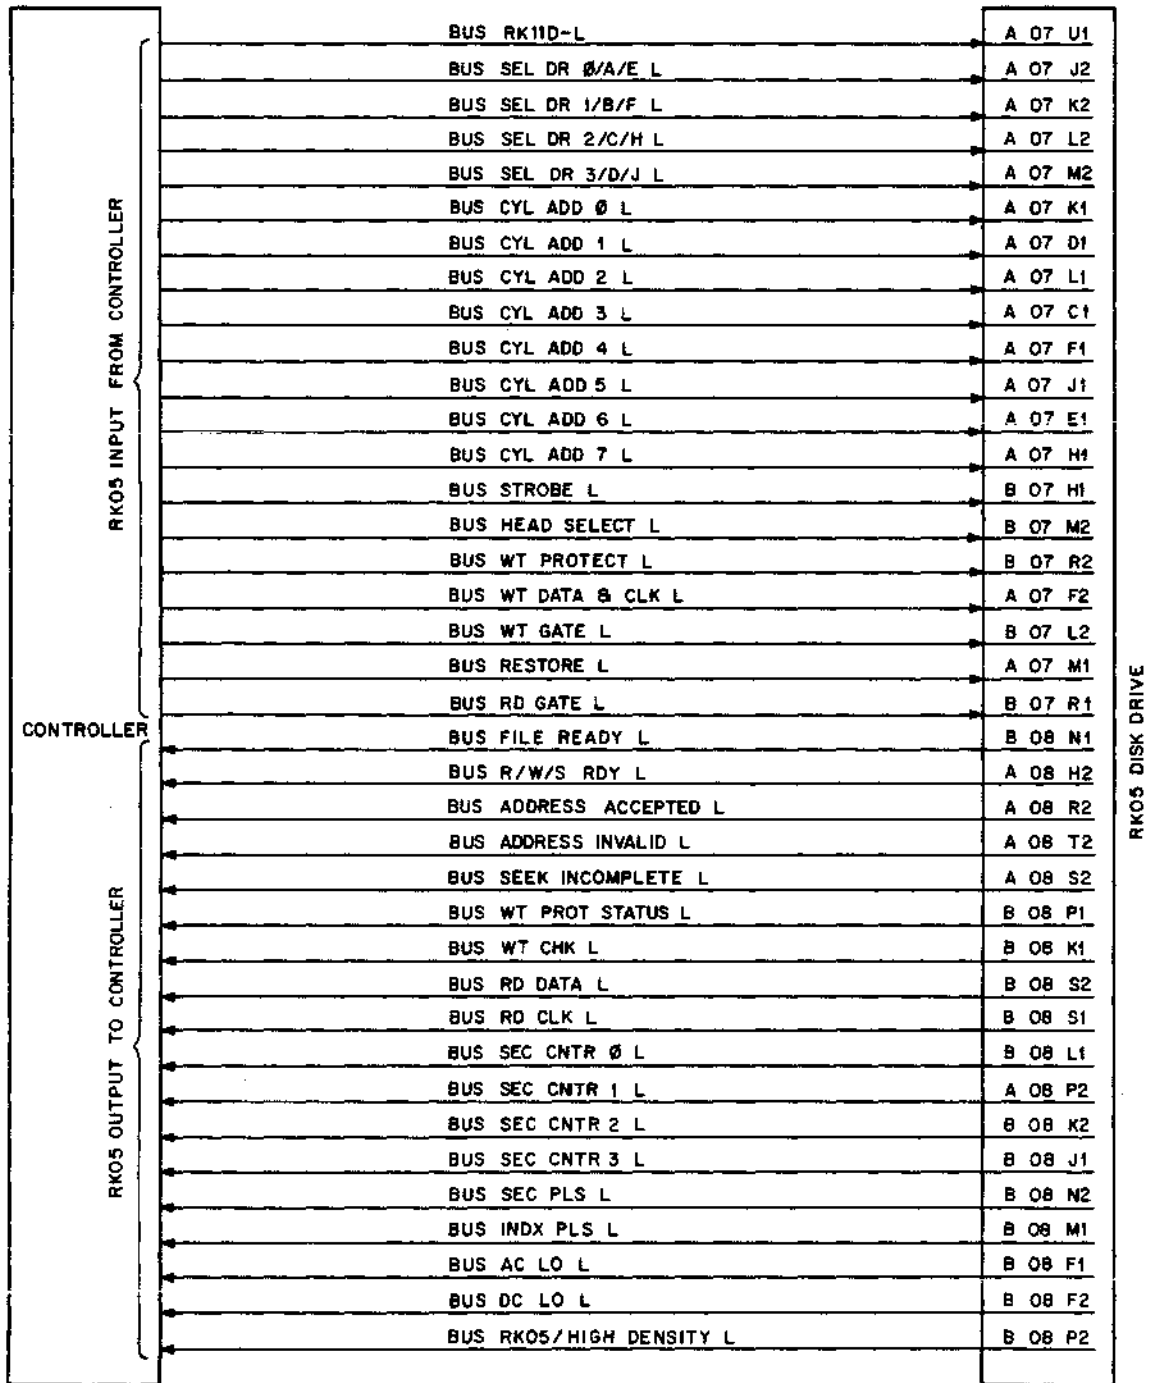 BUS RK11D-L A 07 U1
BUS SEL DR Ø/A/E L A 07 J2
BUS SEL DR 1/B/F L A 07 K2
BUS SEL DR 2/C/H L A 07 L2
BUS SEL DR 3/D/J L A 07 M2
BUS CYL ADD Ø L A 07 K1
BUS CYL ADD 1 L A 07 D1
BUS CYL ADD 2 L A 07 L1
BUS CYL ADD 3 L A 07 C1
BUS CYL ADD 4 L A 07 F1
BUS CYL ADD 5 L A 07 J1
BUS CYL ADD 6 L A 07 E1
BUS CYL ADD 7 L A 07 H1
BUS STROBE L B 07 H1
BUS HEAD SELECT L B 07 M2
BUS WT PROTECT L B 07 R2
BUS WT DATA & CLK L A 07 F2
BUS WT GATE L B 07 L2
BUS RESTORE L A 07 M1
BUS RD GATE L B 07 R1
RK05 INPUT FROM CONTROLLER
CONTROLLER
RK05 DISK DRIVE
BUS FILE READY L B 08 N1
BUS R/W/S RDY L A 08 H2
BUS ADDRESS ACCEPTED L A 08 R2
BUS ADDRESS INVALID L A 08 T2
BUS SEEK INCOMPLETE L A 08 S2
BUS WT PROT STATUS L B 08 P1
BUS WT CHK L B 08 K1
BUS RD DATA L B 08 S2
BUS RD CLK L B 08 S1
BUS SEC CNTR Ø L B 08 L1
BUS SEC CNTR 1 L A 08 P2
BUS SEC CNTR 2 L B 08 K2
BUS SEC CNTR 3 L B 08 J1
BUS SEC PLS L B 08 N2
BUS INDX PLS L B 08 M1
BUS AC LO L B 08 F1
BUS DC LO L B 08 F2
BUS RK05/HIGH DENSITY L B 08 P2
RK05 OUTPUT TO CONTROLLER